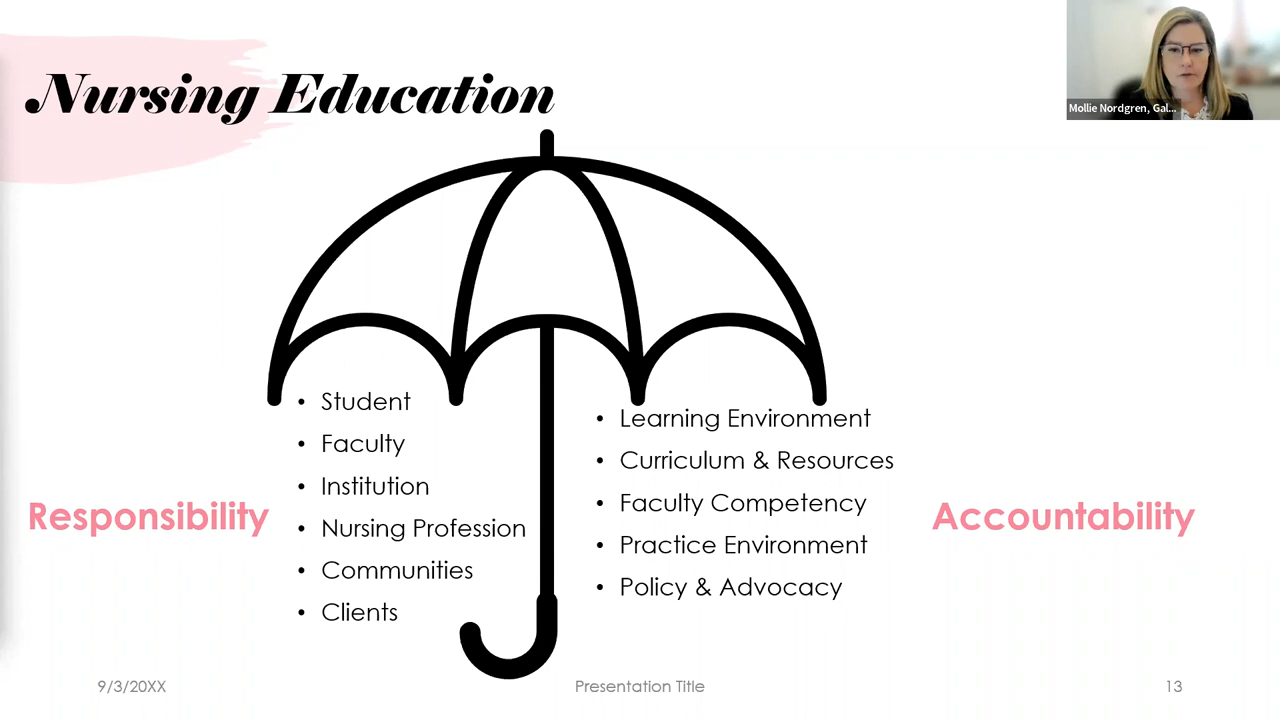 Nursing Education
Mollie Nordgren, Gal...
• Student
• Faculty
• Institution
• Nursing Profession
• Communities
• Clients
• Learning Environment
• Curriculum & Resources
• Faculty Competency
• Practice Environment
• Policy & Advocacy
Responsibility
Accountability
9/3/20XX
Presentation Title
13